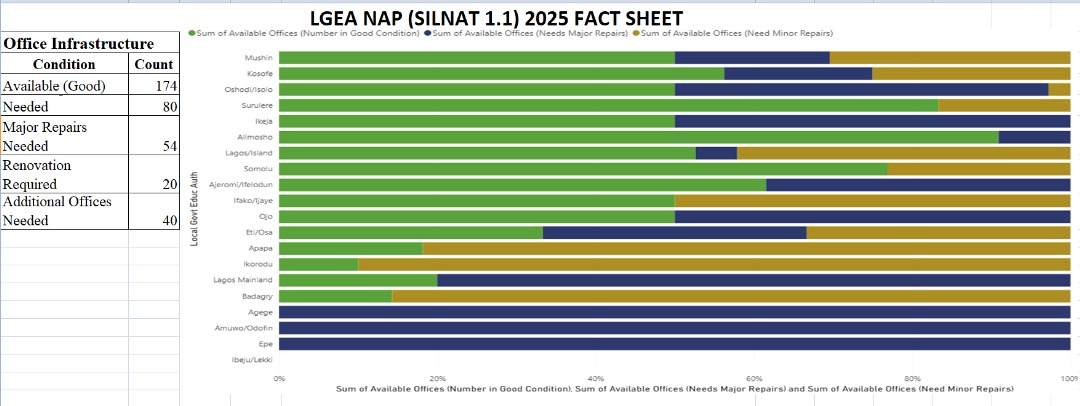 LGEA NAP (SILNAT 1.1) 2025 FACT SHEET
Office Infrastructure
Condition Count
Available (Good) 174
Needed 80
Major Repairs
Needed 54
Renovation
Required 20
Additional Offices
Needed 40
Sum of Available Offices (Number in Good Condition) Sum of Available Offices (Needs Major Repairs) Sum of Available Offices (Need Minor Repairs)
Local Govt Educ Auth
Mushin
Kosofe
Oshodi/Isolo
Surulere
Ikeja
Alimosho
Lagos/Island
Somolu
Ajeromi/Ifelodun
Ifako/Ijaye
Ojo
Eti/Osa
Apapa
Ikorodu
Lagos Mainland
Badagry
Agege
Amuwo/Odofin
Epe
Ibeju/Lekki
0% 20% 40% 60% 80% 100%
Sum of Available Offices (Number in Good Condition), Sum of Available Offices (Needs Major Repairs) and Sum of Available Offices (Need Minor Repairs)